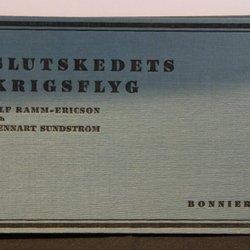 SLUTSKEDETS
KRIGSFLYG
LF RAMM-ERICSON
H
ENNART SUNDSTRÖM
BONNIER